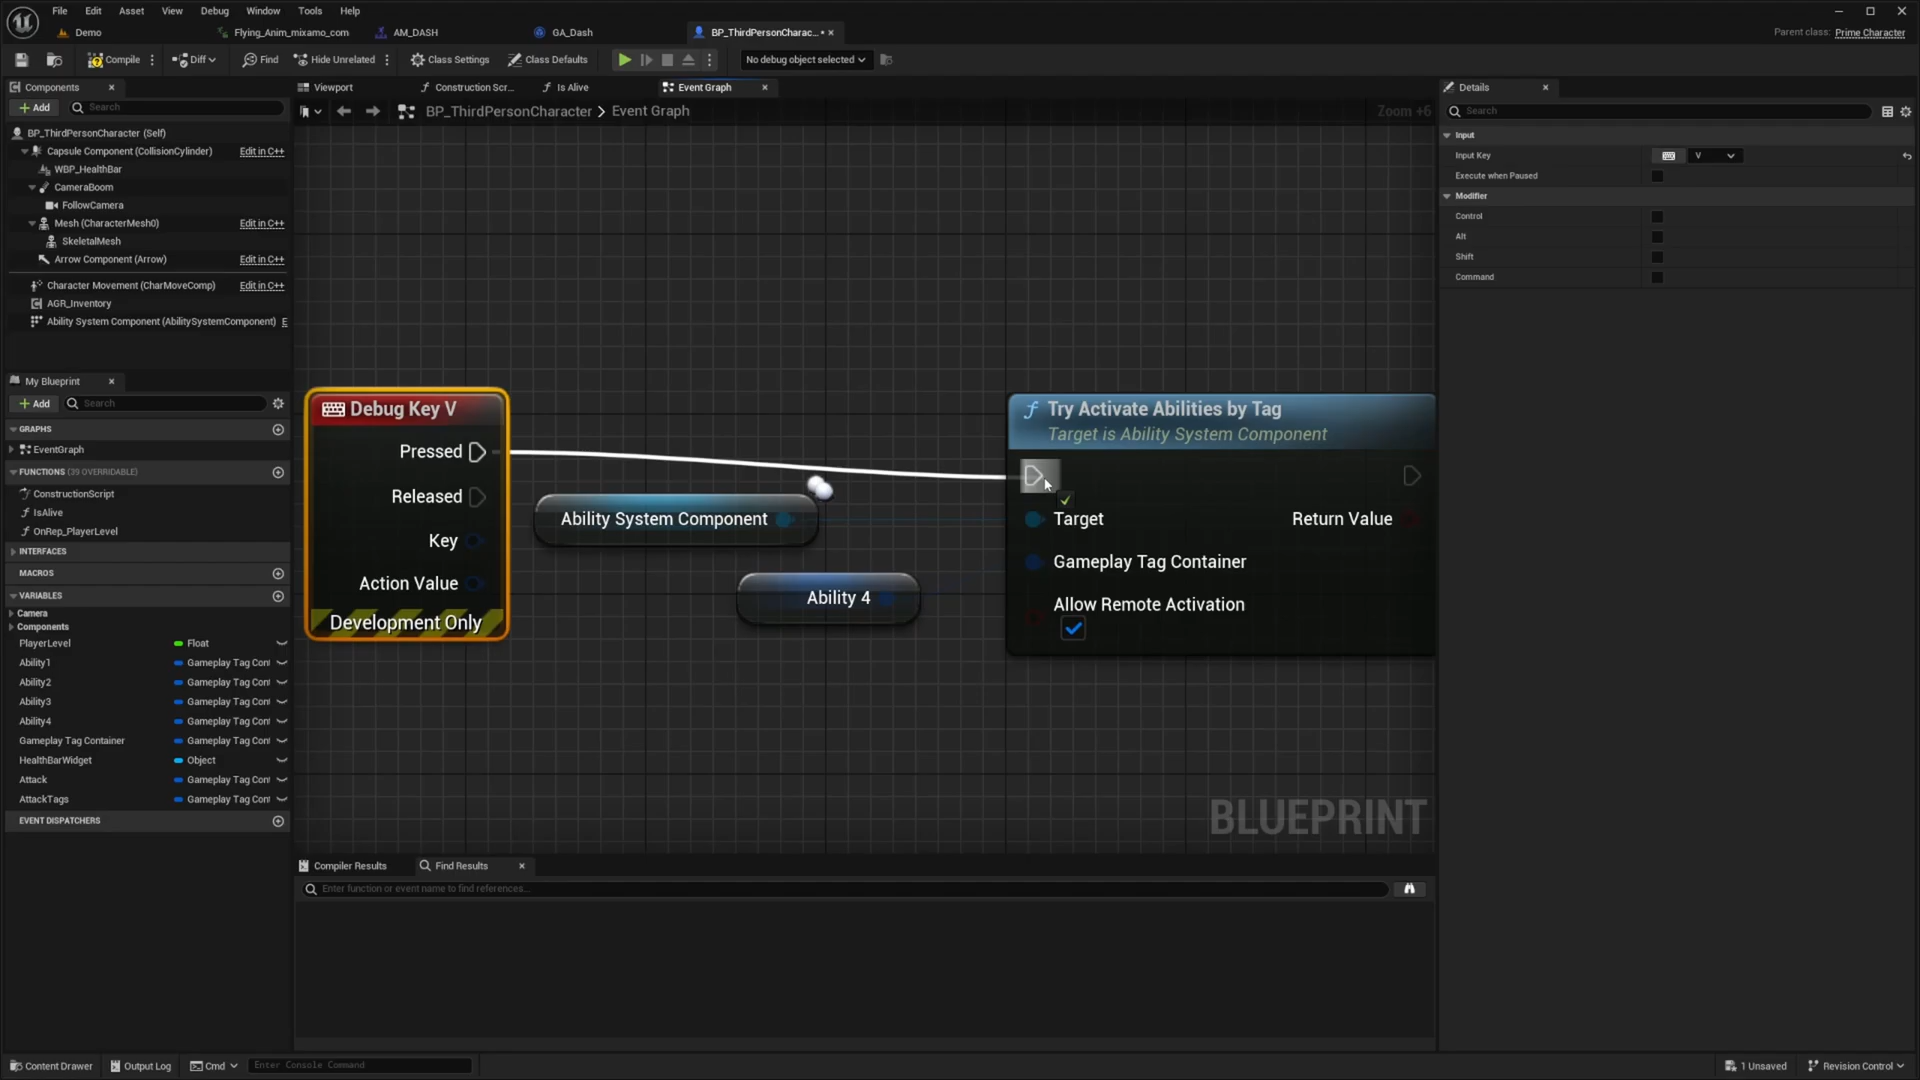 File Edit Asset View Debug Window Tools Help
Demo Flying_Anim_mixamo_com AM_DASH GA_Dash BP_ThirdPersonCharac... •
Parent class: Prime Character
Compile Diff Find Hide Unrelated Class Settings Class Defaults No debug object selected
Components
Viewport Construction Scr... Is Alive Event Graph
Details
Add Search
BP_ThirdPersonCharacter > Event Graph
Zoom +6
Search
BP_ThirdPersonCharacter (Self)
Capsule Component (CollisionCylinder) Edit in C++
WBP_HealthBar
CameraBoom
FollowCamera
Mesh (CharacterMesh0) Edit in C++
SkeletalMesh
Arrow Component (Arrow) Edit in C++
Character Movement (CharMoveComp) Edit in C++
AGR_Inventory
Ability System Component (AbilitySystemComponent) E
Input
Input Key V
Execute when Paused
Modifier
Control
Alt
Shift
Command
My Blueprint
Add Search
GRAPHS
EventGraph
FUNCTIONS (39 OVERRIDABLE)
ConstructionScript
IsAlive
OnRep_PlayerLevel
INTERFACES
MACROS
VARIABLES
Camera
Components
PlayerLevel Float
Ability1 Gameplay Tag Cont
Ability2 Gameplay Tag Cont
Ability3 Gameplay Tag Cont
Ability4 Gameplay Tag Cont
Gameplay Tag Container Gameplay Tag Cont
HealthBarWidget Object
Attack Gameplay Tag Cont
AttackTags Gameplay Tag Cont
EVENT DISPATCHERS
Debug Key V
Pressed
Released
Key
Action Value
Development Only
Ability System Component
Ability 4
Try Activate Abilities by Tag
Target is Ability System Component
Target Return Value
Gameplay Tag Container
Allow Remote Activation
BLUEPRINT
Compiler Results Find Results
Enter function or event name to find references...
Content Drawer Output Log Cmd Enter Console Command
1 Unsaved Revision Control